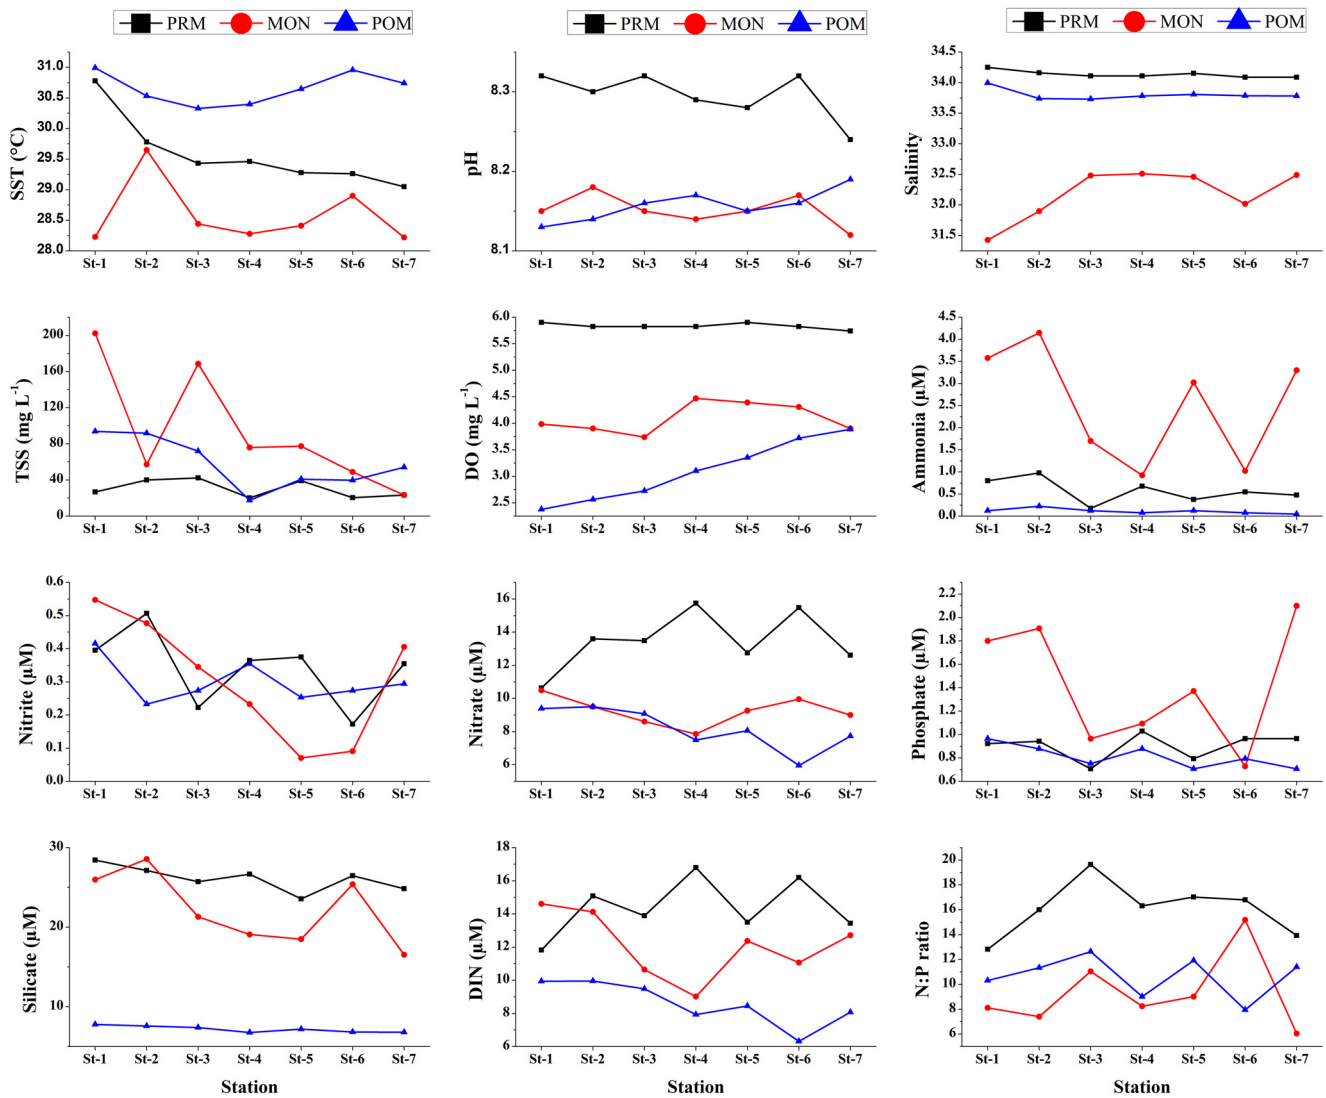 PRM MON POM
PRM MON POM
PRM MON POM
SST (°C)
31.0
30.5
30.0
29.5
29.0
28.5
28.0
St-1 St-2 St-3 St-4 St-5 St-6 St-7
pH
8.3
8.2
8.1
St-1 St-2 St-3 St-4 St-5 St-6 St-7
Salinity
34.5
34.0
33.5
33.0
32.5
32.0
31.5
St-1 St-2 St-3 St-4 St-5 St-6 St-7
TSS (mg L⁻¹)
200
160
120
80
40
0
St-1 St-2 St-3 St-4 St-5 St-6 St-7
DO (mg L⁻¹)
6.0
5.5
5.0
4.5
4.0
3.5
3.0
2.5
St-1 St-2 St-3 St-4 St-5 St-6 St-7
Ammonia (µM)
4.5
4.0
3.5
3.0
2.5
2.0
1.5
1.0
0.5
0.0
St-1 St-2 St-3 St-4 St-5 St-6 St-7
Nitrite (µM)
0.6
0.5
0.4
0.3
0.2
0.1
0.0
St-1 St-2 St-3 St-4 St-5 St-6 St-7
Nitrate (µM)
16
14
12
10
8
6
St-1 St-2 St-3 St-4 St-5 St-6 St-7
Phosphate (µM)
2.2
2.0
1.8
1.6
1.4
1.2
1.0
0.8
0.6
St-1 St-2 St-3 St-4 St-5 St-6 St-7
Silicate (µM)
30
20
10
St-1 St-2 St-3 St-4 St-5 St-6 St-7
Station
DIN (µM)
18
16
14
12
10
8
6
St-1 St-2 St-3 St-4 St-5 St-6 St-7
Station
N:P ratio
20
18
16
14
12
10
8
6
St-1 St-2 St-3 St-4 St-5 St-6 St-7
Station